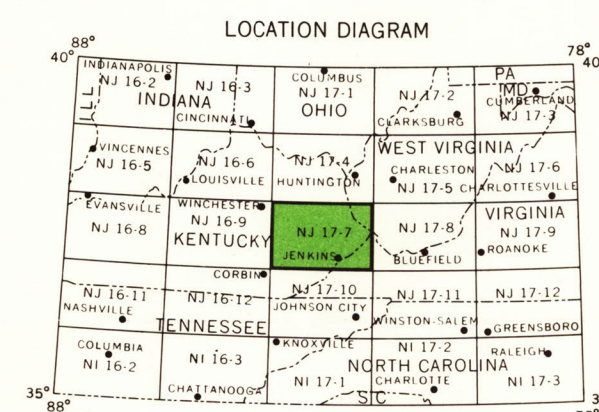 LOCATION DIAGRAM
88° 78°
40° 40
INDIANAPOLIS
NJ 16-2
ILL
INDIANA
NJ 16-3
CINCINNATI
COLUMBUS
NJ 17-1
OHIO
NJ 17-2
CLARKSBURG
PA
MD
CUMBERLAND
NJ 17-3
VINCENNES
NJ 16-5
NJ 16-6
LOUISVILLE
NJ 17-4
HUNTINGTON
WEST VIRGINIA
CHARLESTON
NJ 17-5
NJ 17-6
CHARLOTTESVILLE
EVANSVILLE
NJ 16-8
WINCHESTER
NJ 16-9
KENTUCKY
NJ 17-7
JENKINS
NJ 17-8
BLUEFIELD
VIRGINIA
NJ 17-9
ROANOKE
CORBIN
NJ 16-11
NASHVILLE
NJ 16-12
TENNESSEE
NJ 17-10
JOHNSON CITY
NJ 17-11
WINSTON-SALEM
NJ 17-12
GREENSBORO
COLUMBIA
NI 16-2
NI 16-3
CHATTANOOGA
KNOXVILLE
NI 17-1
NI 17-2
NORTH CAROLINA
CHARLOTTE
RALEIGH
NI 17-3
S C
35°
88°